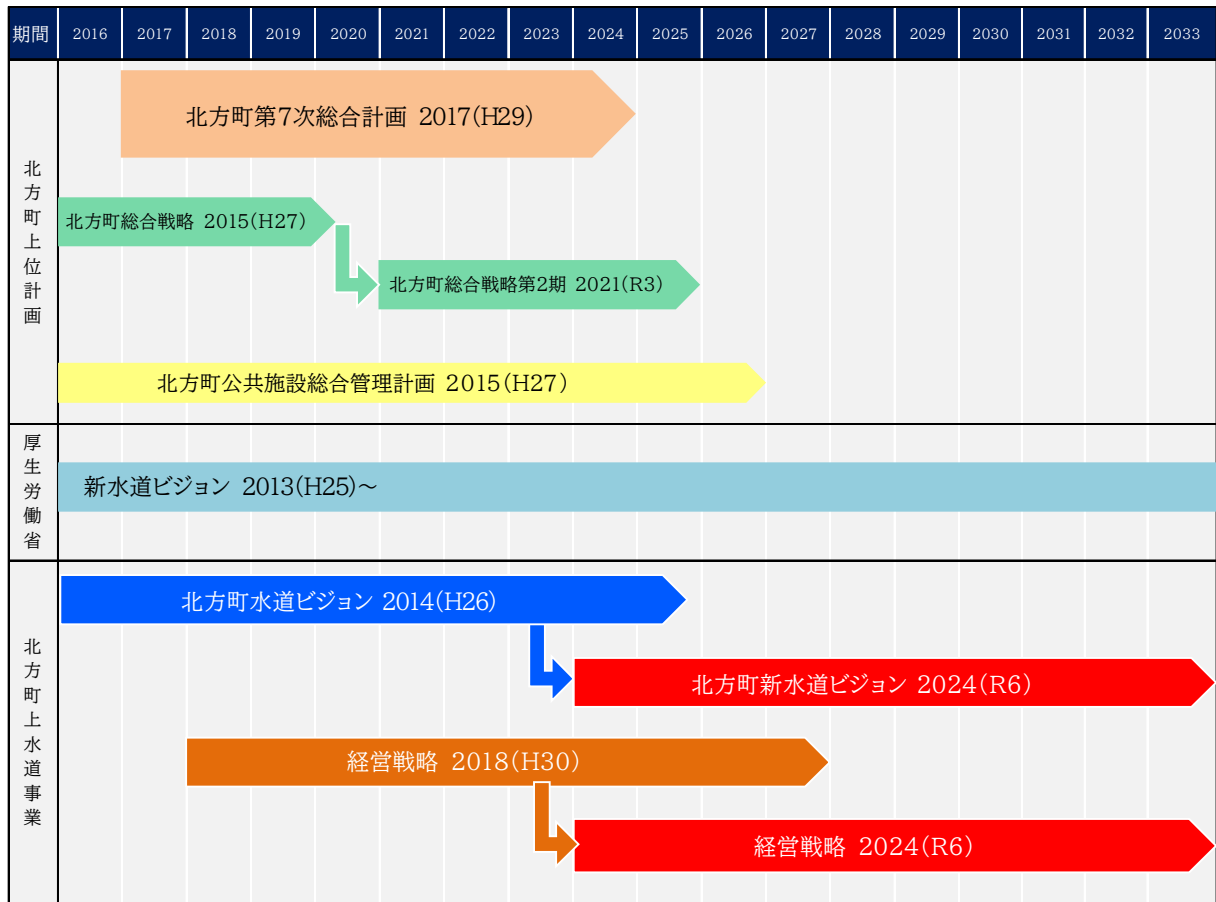 期間 2016 2017 2018 2019 2020 2021 2022 2023 2024 2025 2026 2027 2028 2029 2030 2031 2032 2033
北方町上位計画
北方町第7次総合計画 2017(H29)
北方町総合戦略 2015(H27)
北方町総合戦略第2期 2021(R3)
北方町公共施設総合管理計画 2015(H27)
厚生労働省
新水道ビジョン 2013(H25)～
北方町上水道事業
北方町水道ビジョン 2014(H26)
北方町新水道ビジョン 2024(R6)
経営戦略 2018(H30)
経営戦略 2024(R6)